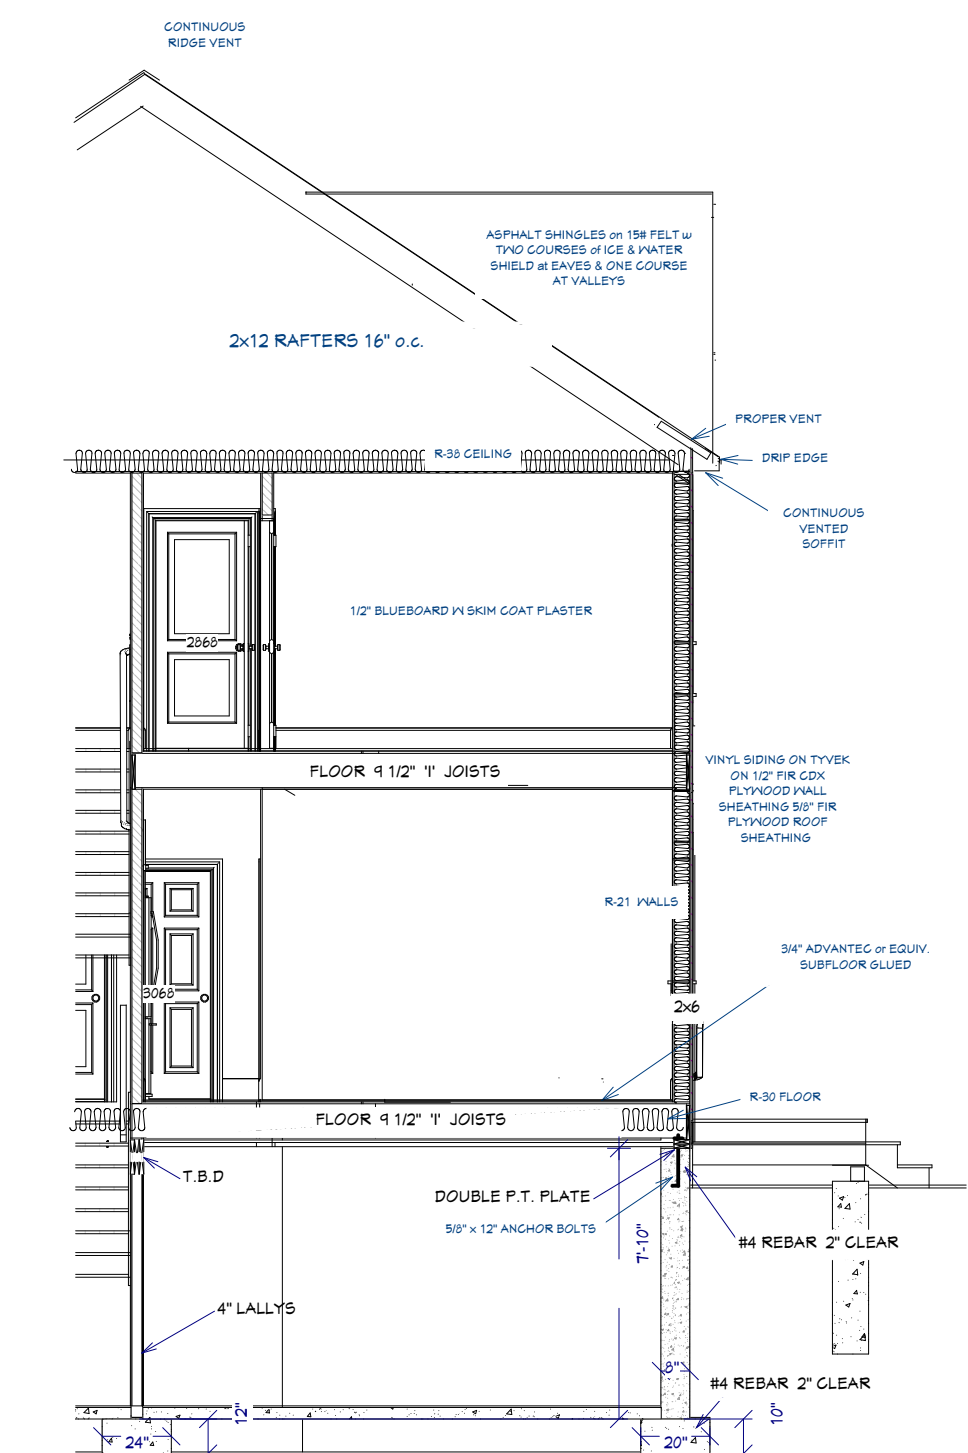 CONTINUOUS
RIDGE VENT
ASPHALT SHINGLES on 15# FELT w
TWO COURSES of ICE & WATER
SHIELD at EAVES & ONE COURSE
AT VALLEYS
2x12 RAFTERS 16" o.c.
PROPER VENT
R-38 CEILING
DRIP EDGE
CONTINUOUS
VENTED
SOFFIT
1/2" BLUEBOARD W SKIM COAT PLASTER
2868
FLOOR 9 1/2" 'I' JOISTS
VINYL SIDING ON TYVEK
ON 1/2" FIR CDX
PLYWOOD WALL
SHEATHING 5/8" FIR
PLYWOOD ROOF
SHEATHING
R-21 WALLS
3/4" ADVANTEC or EQUIV.
SUBFLOOR GLUED
3068
2x6
R-30 FLOOR
FLOOR 9 1/2" 'I' JOISTS
T.B.D
DOUBLE P.T. PLATE
5/8" x 12" ANCHOR BOLTS
7'-10"
#4 REBAR 2" CLEAR
4" LALLYS
8"
#4 REBAR 2" CLEAR
12"
10"
24"
20"